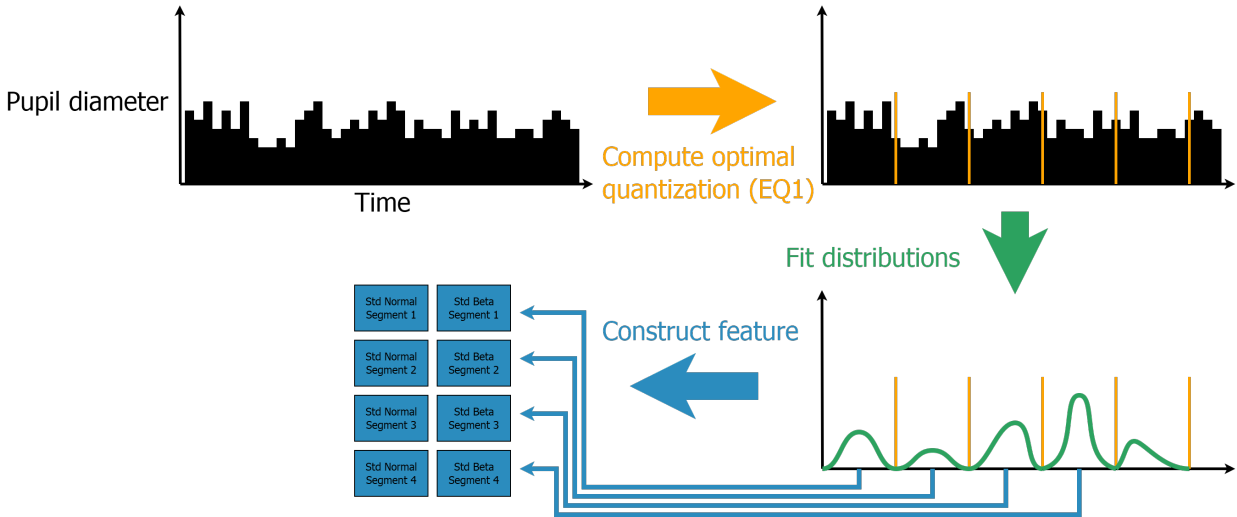 Pupil diameter
Time
Compute optimal
quantization (EQ1)
Fit distributions
Construct feature
Std Normal
Segment 1
Std Beta
Segment 1
Std Normal
Segment 2
Std Beta
Segment 2
Std Normal
Segment 3
Std Beta
Segment 3
Std Normal
Segment 4
Std Beta
Segment 4